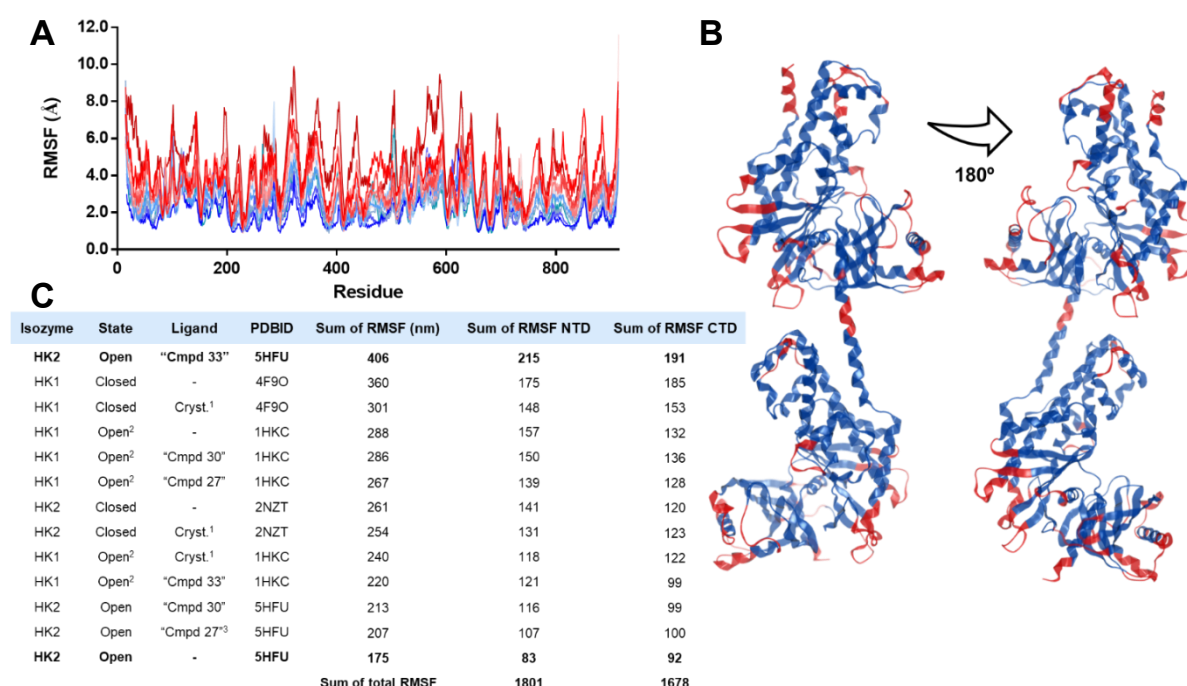 A
B
12.0
10.0
8.0
6.0
4.0
2.0
0.0
RMSF (Å)
0 200 400 600 800
Residue
180º
C
Isozyme State Ligand PDBID Sum of RMSF (nm) Sum of RMSF NTD Sum of RMSF CTD
HK2 Open “Cmpd 33” 5HFU 406 215 191
HK1 Closed - 4F9O 360 175 185
HK1 Closed Cryst.¹ 4F9O 301 148 153
HK1 Open² - 1HKC 288 157 132
HK1 Open² “Cmpd 30” 1HKC 286 150 136
HK1 Open² “Cmpd 27” 1HKC 267 139 128
HK2 Closed - 2NZT 261 141 120
HK2 Closed Cryst.¹ 2NZT 254 131 123
HK1 Open² Cryst.¹ 1HKC 240 118 122
HK1 Open² “Cmpd 33” 1HKC 220 121 99
HK2 Open “Cmpd 30” 5HFU 213 116 99
HK2 Open “Cmpd 27”³ 5HFU 207 107 100
HK2 Open - 5HFU 175 83 92
Sum of total RMSF 1801 1678